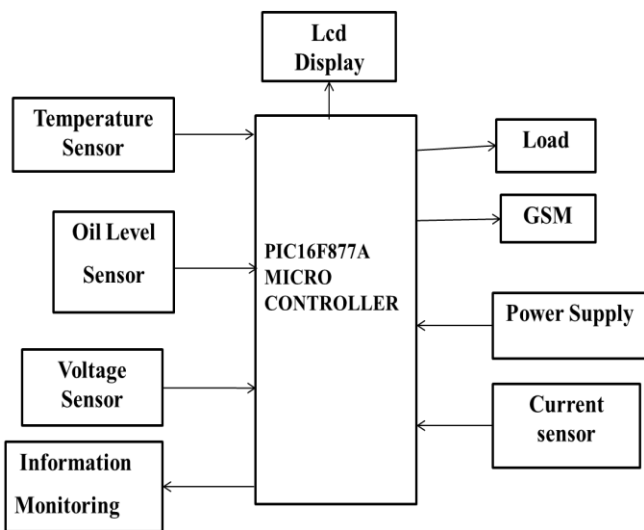 Lcd
Display
Temperature
Sensor
Load
GSM
Oil Level
Sensor
PIC16F877A
MICRO
CONTROLLER
Power Supply
Voltage
Sensor
Current
sensor
Information
Monitoring